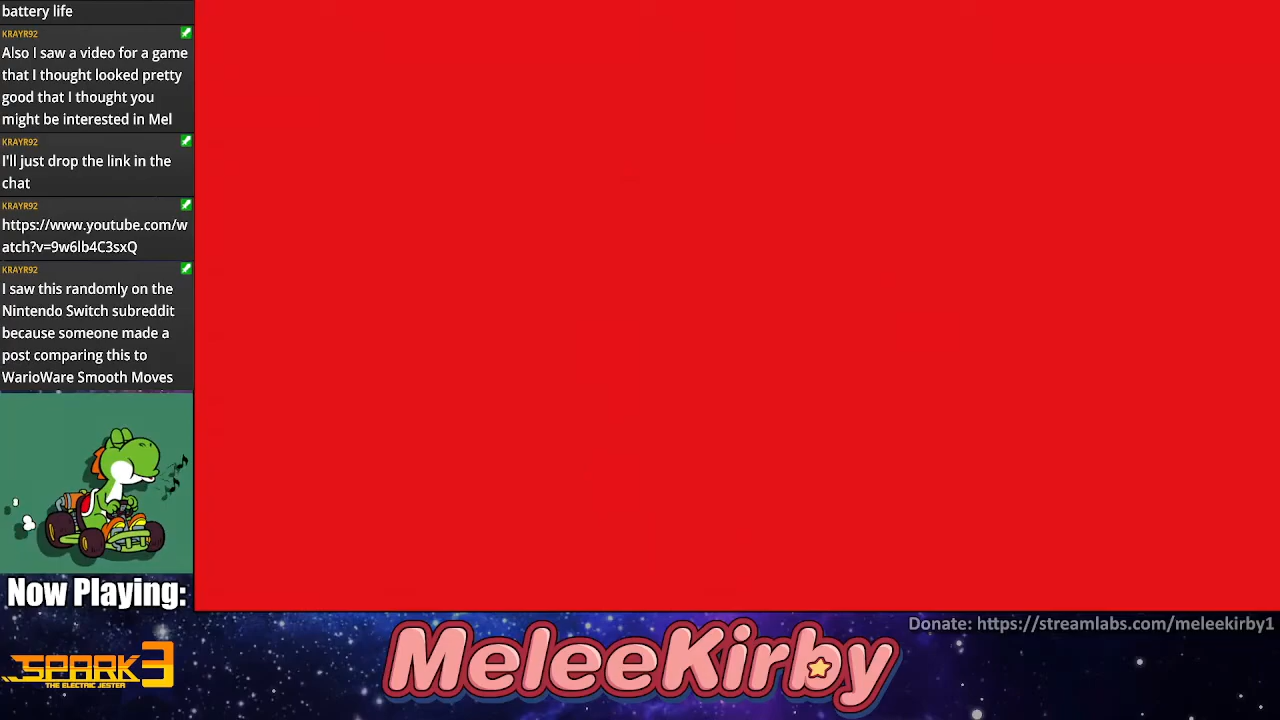 battery life
KRAYR92
Also I saw a video for a game
that I thought looked pretty
good that I thought you
might be interested in Mel
KRAYR92
I'll just drop the link in the
chat
KRAYR92
https://www.youtube.com/w
atch?v=9w6lb4C3sxQ
KRAYR92
I saw this randomly on the
Nintendo Switch subreddit
because someone made a
post comparing this to
WarioWare Smooth Moves
Now Playing:
SPARK 3
THE ELECTRIC JESTER
MeleeKirby
Donate: https://streamlabs.com/meleekirby1